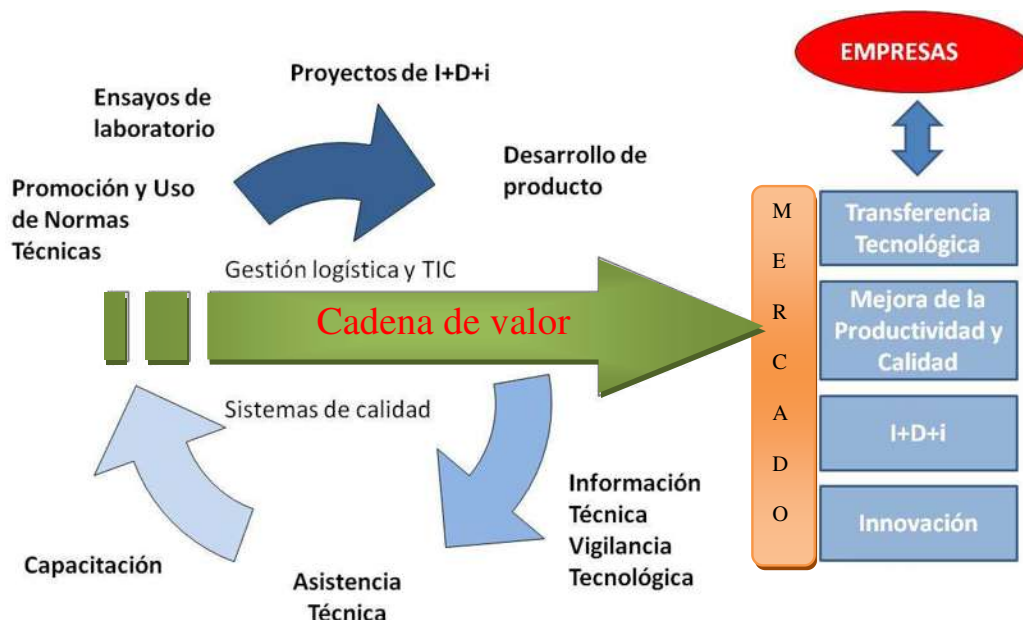 EMPRESAS
Proyectos de I+D+i
Ensayos de
laboratorio
Desarrollo de
producto
Promoción y Uso
de Normas
Técnicas
Gestión logística y TIC
Cadena de valor
Sistemas de calidad
Información
Técnica
Vigilancia
Tecnológica
Capacitación
Asistencia
Técnica
M
E
R
C
A
D
O
Transferencia
Tecnológica
Mejora de la
Productividad y
Calidad
I+D+i
Innovación